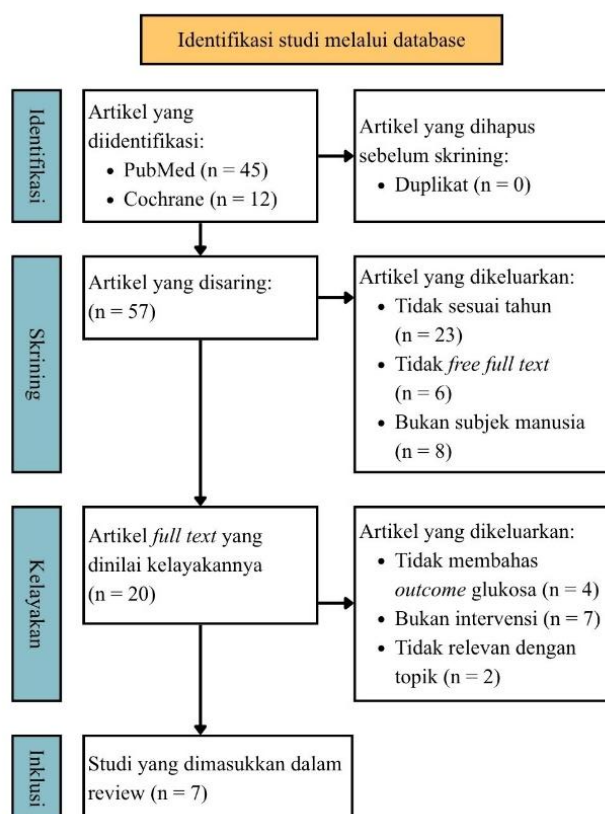 Identifikasi studi melalui database
Identifikasi
Artikel yang
diidentifikasi:
• PubMed (n = 45)
• Cochrane (n = 12)
Artikel yang dihapus
sebelum skrining:
• Duplikat (n = 0)
Skrining
Artikel yang disaring:
(n = 57)
Artikel yang dikeluarkan:
• Tidak sesuai tahun
(n = 23)
• Tidak free full text
(n = 6)
• Bukan subjek manusia
(n = 8)
Kelayakan
Artikel full text yang
dinilai kelayakannya
(n = 20)
Artikel yang dikeluarkan:
• Tidak membahas
outcome glukosa (n = 4)
• Bukan intervensi (n = 7)
• Tidak relevan dengan
topik (n = 2)
Inklusi
Studi yang dimasukkan dalam
review (n = 7)